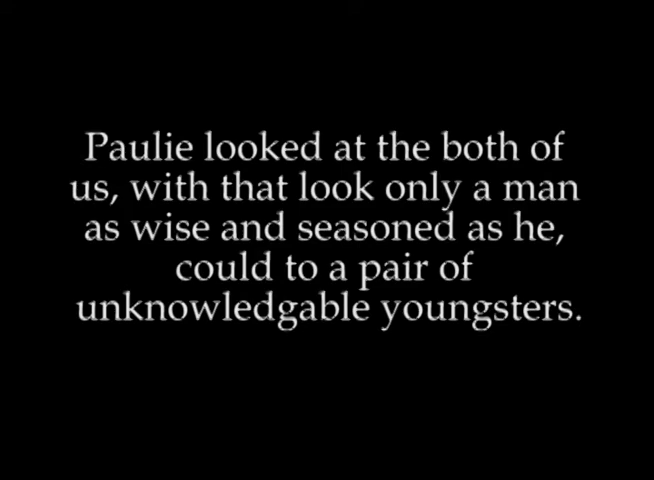 Paulie looked at the both of
us, with that look only a man
as wise and seasoned as he,
could to a pair of
unknowledgable youngsters.